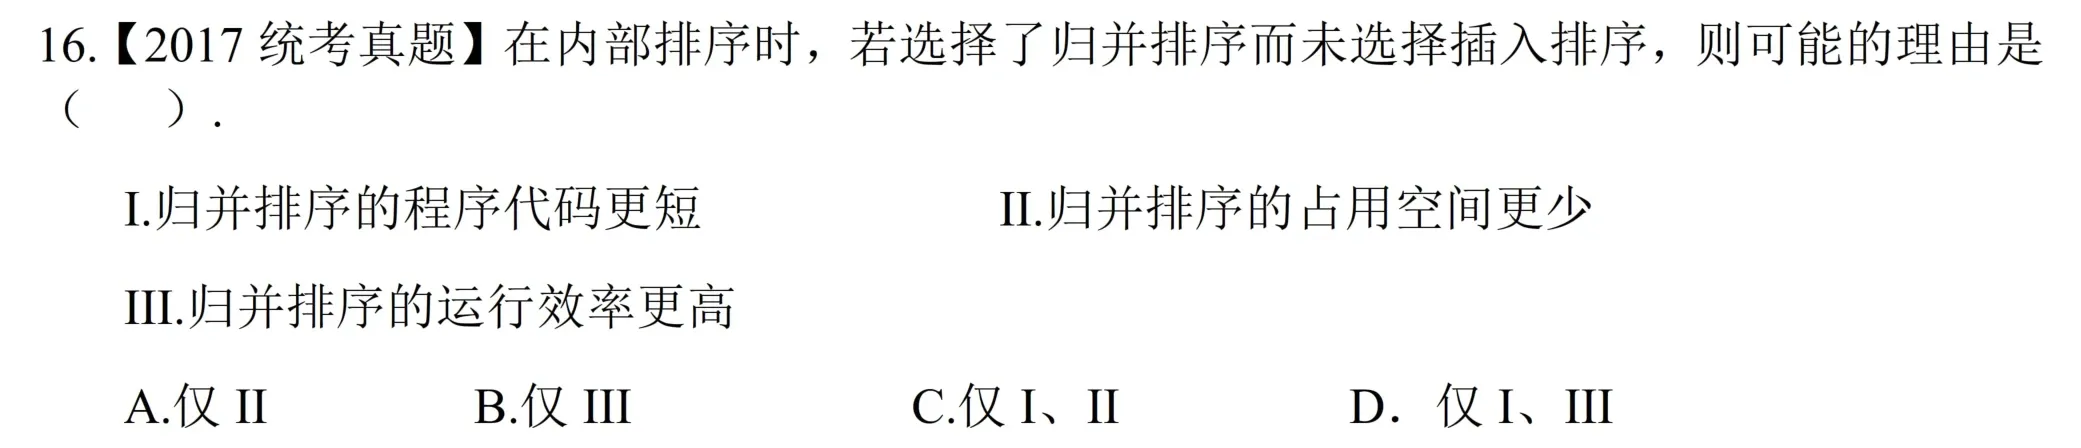 16.【2017 统考真题】在内部排序时，若选择了归并排序而未选择插入排序，则可能的理由是
（ ）.
I.归并排序的程序代码更短 II.归并排序的占用空间更少
III.归并排序的运行效率更高
A.仅 II B.仅 III C.仅 I、II D．仅 I、III